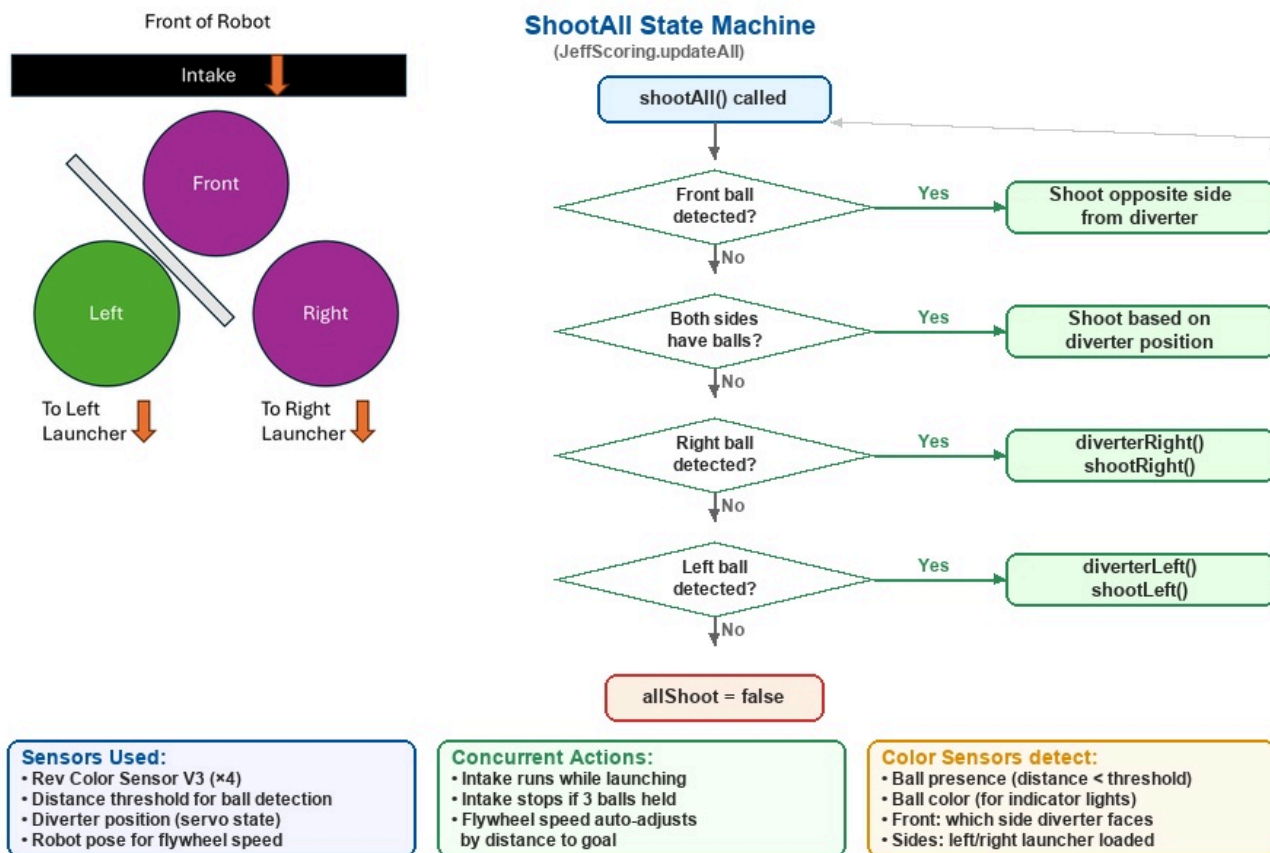 Front of Robot
Intake
Front
Left
Right
To Left
Launcher
To Right
Launcher
ShootAll State Machine
(JeffScoring.updateAll)
shootAll() called
Front ball
detected?
Yes
Shoot opposite side
from diverter
No
Both sides
have balls?
Yes
Shoot based on
diverter position
No
Right ball
detected?
Yes
diverterRight()
shootRight()
No
Left ball
detected?
Yes
diverterLeft()
shootLeft()
No
allShoot = false
Sensors Used:
• Rev Color Sensor V3 (×4)
• Distance threshold for ball detection
• Diverter position (servo state)
• Robot pose for flywheel speed
Concurrent Actions:
• Intake runs while launching
• Intake stops if 3 balls held
• Flywheel speed auto-adjusts
by distance to goal
Color Sensors detect:
• Ball presence (distance < threshold)
• Ball color (for indicator lights)
• Front: which side diverter faces
• Sides: left/right launcher loaded